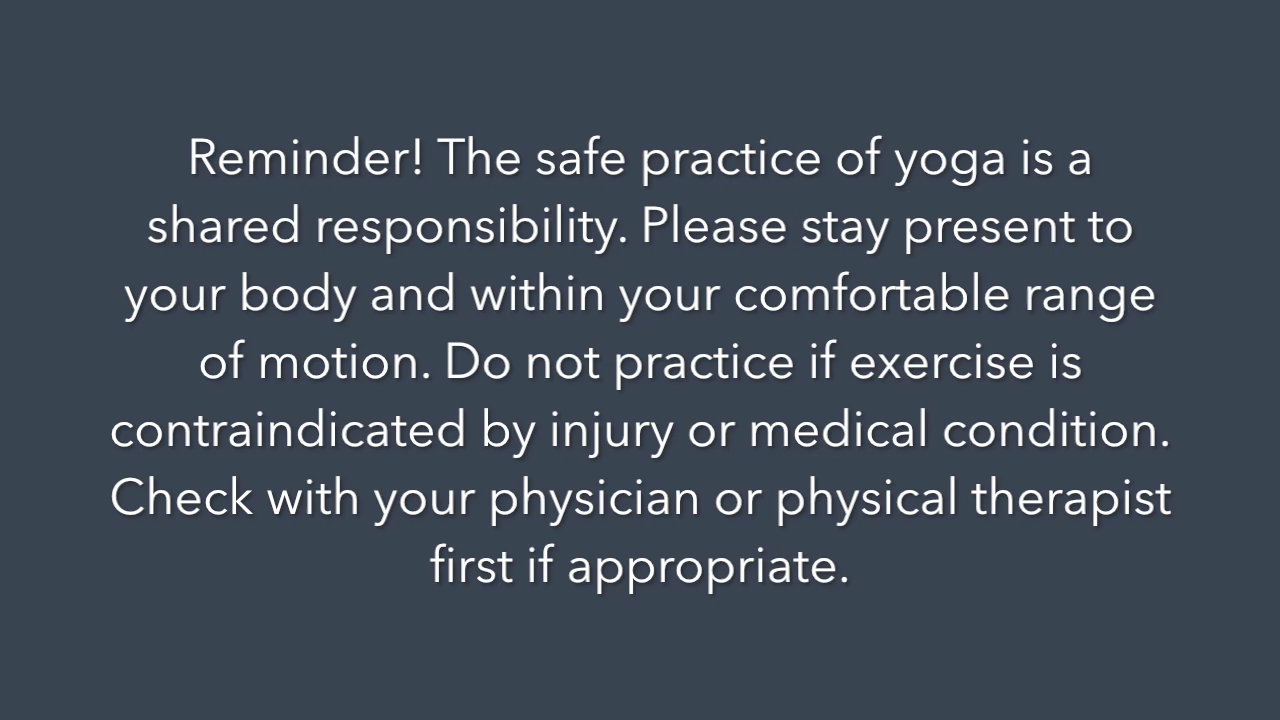 Reminder! The safe practice of yoga is a
shared responsibility. Please stay present to
your body and within your comfortable range
of motion. Do not practice if exercise is
contraindicated by injury or medical condition.
Check with your physician or physical therapist
first if appropriate.